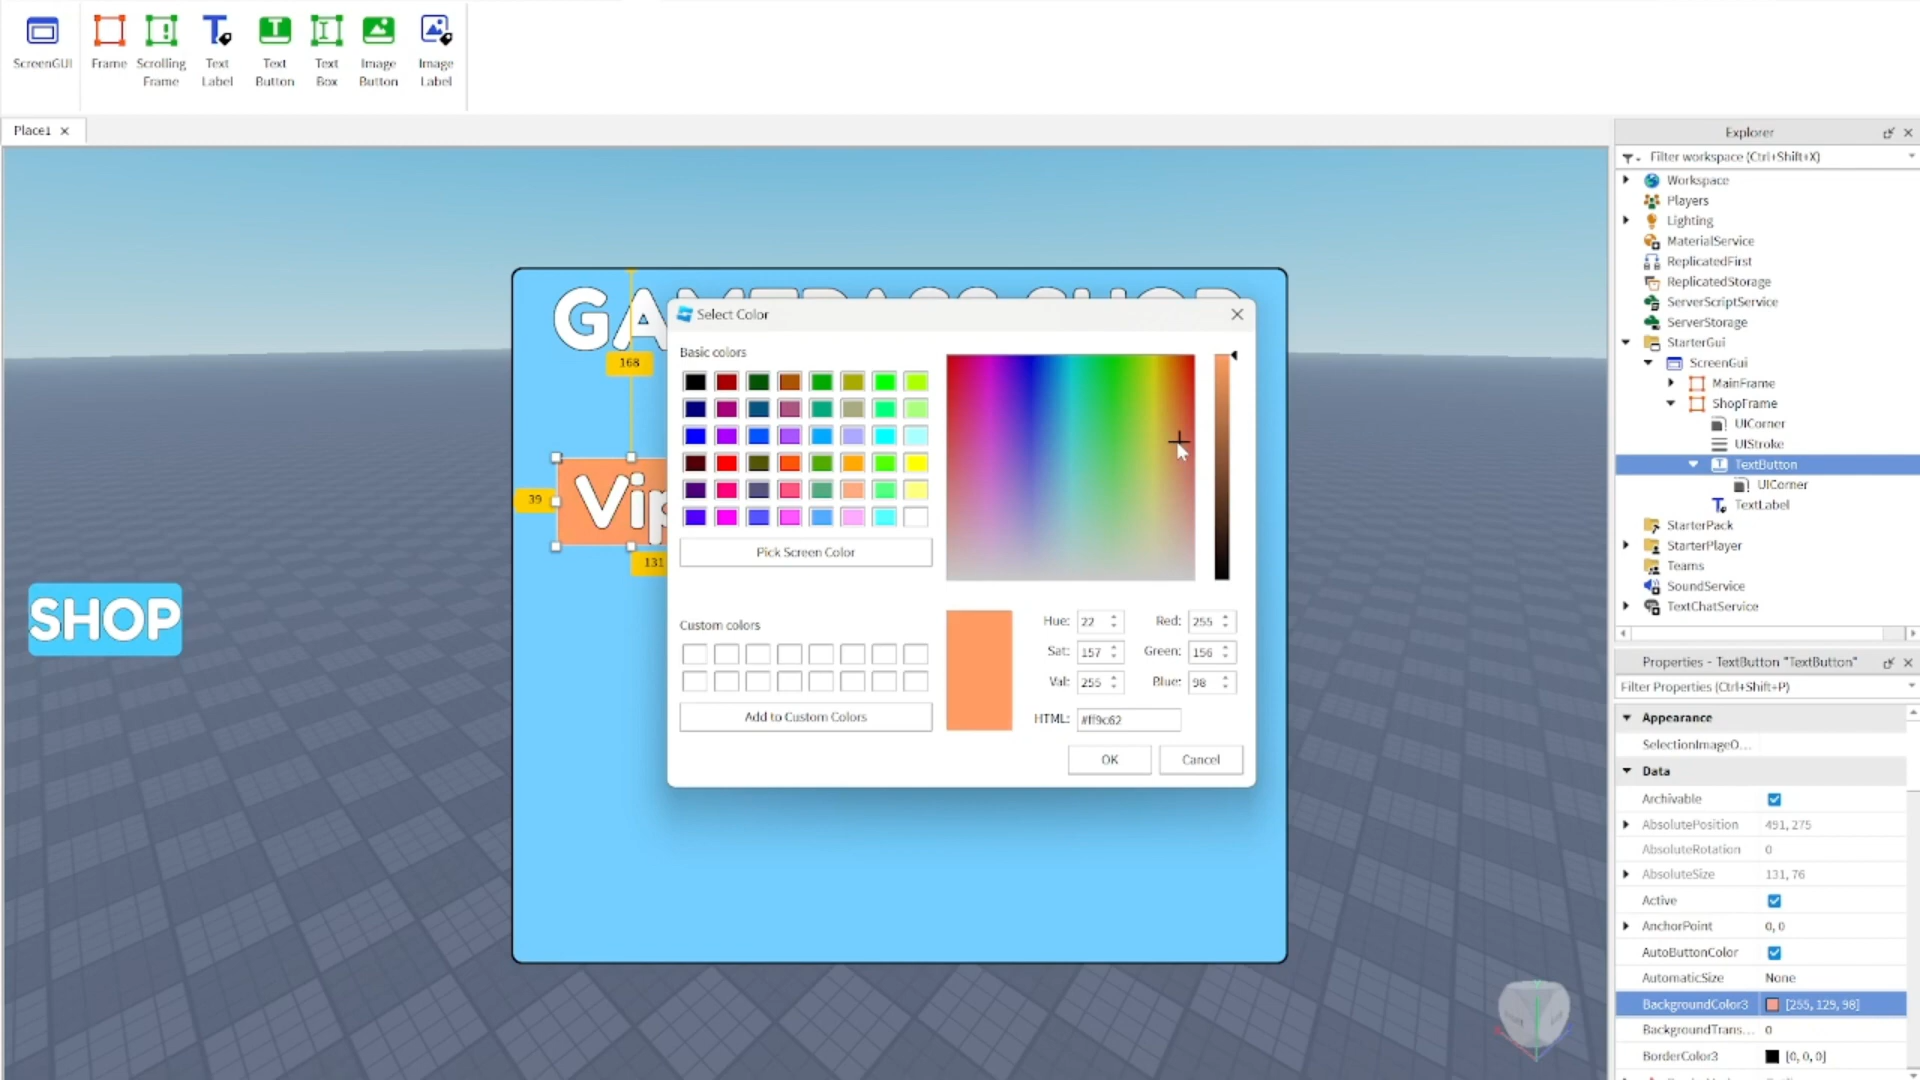 ScreenGUI
Frame
Scrolling Frame
Text Label
Text Button
Text Box
Image Button
Image Label
Place1
Explorer
Filter workspace (Ctrl+Shift+X)
Workspace
Players
Lighting
MaterialService
ReplicatedFirst
ReplicatedStorage
ServerScriptService
ServerStorage
StarterGui
ScreenGui
MainFrame
ShopFrame
UICorner
UIStroke
TextButton
UICorner
TextLabel
StarterPack
StarterPlayer
Teams
SoundService
TextChatService
GAMEPASS SHOP
168
39
Vip
131
SHOP
Select Color
Basic colors
Pick Screen Color
Custom colors
Add to Custom Colors
Hue: 22
Red: 255
Sat: 157
Green: 156
Val: 255
Blue: 98
HTML: #ff9c62
OK
Cancel
Properties - TextButton "TextButton"
Filter Properties (Ctrl+Shift+P)
Appearance
SelectionImageO...
Data
Archivable
AbsolutePosition 491, 275
AbsoluteRotation 0
AbsoluteSize 131, 76
Active
AnchorPoint 0, 0
AutoButtonColor
AutomaticSize None
BackgroundColor3 [255, 129, 98]
BackgroundTrans... 0
BorderColor3 [0, 0, 0]